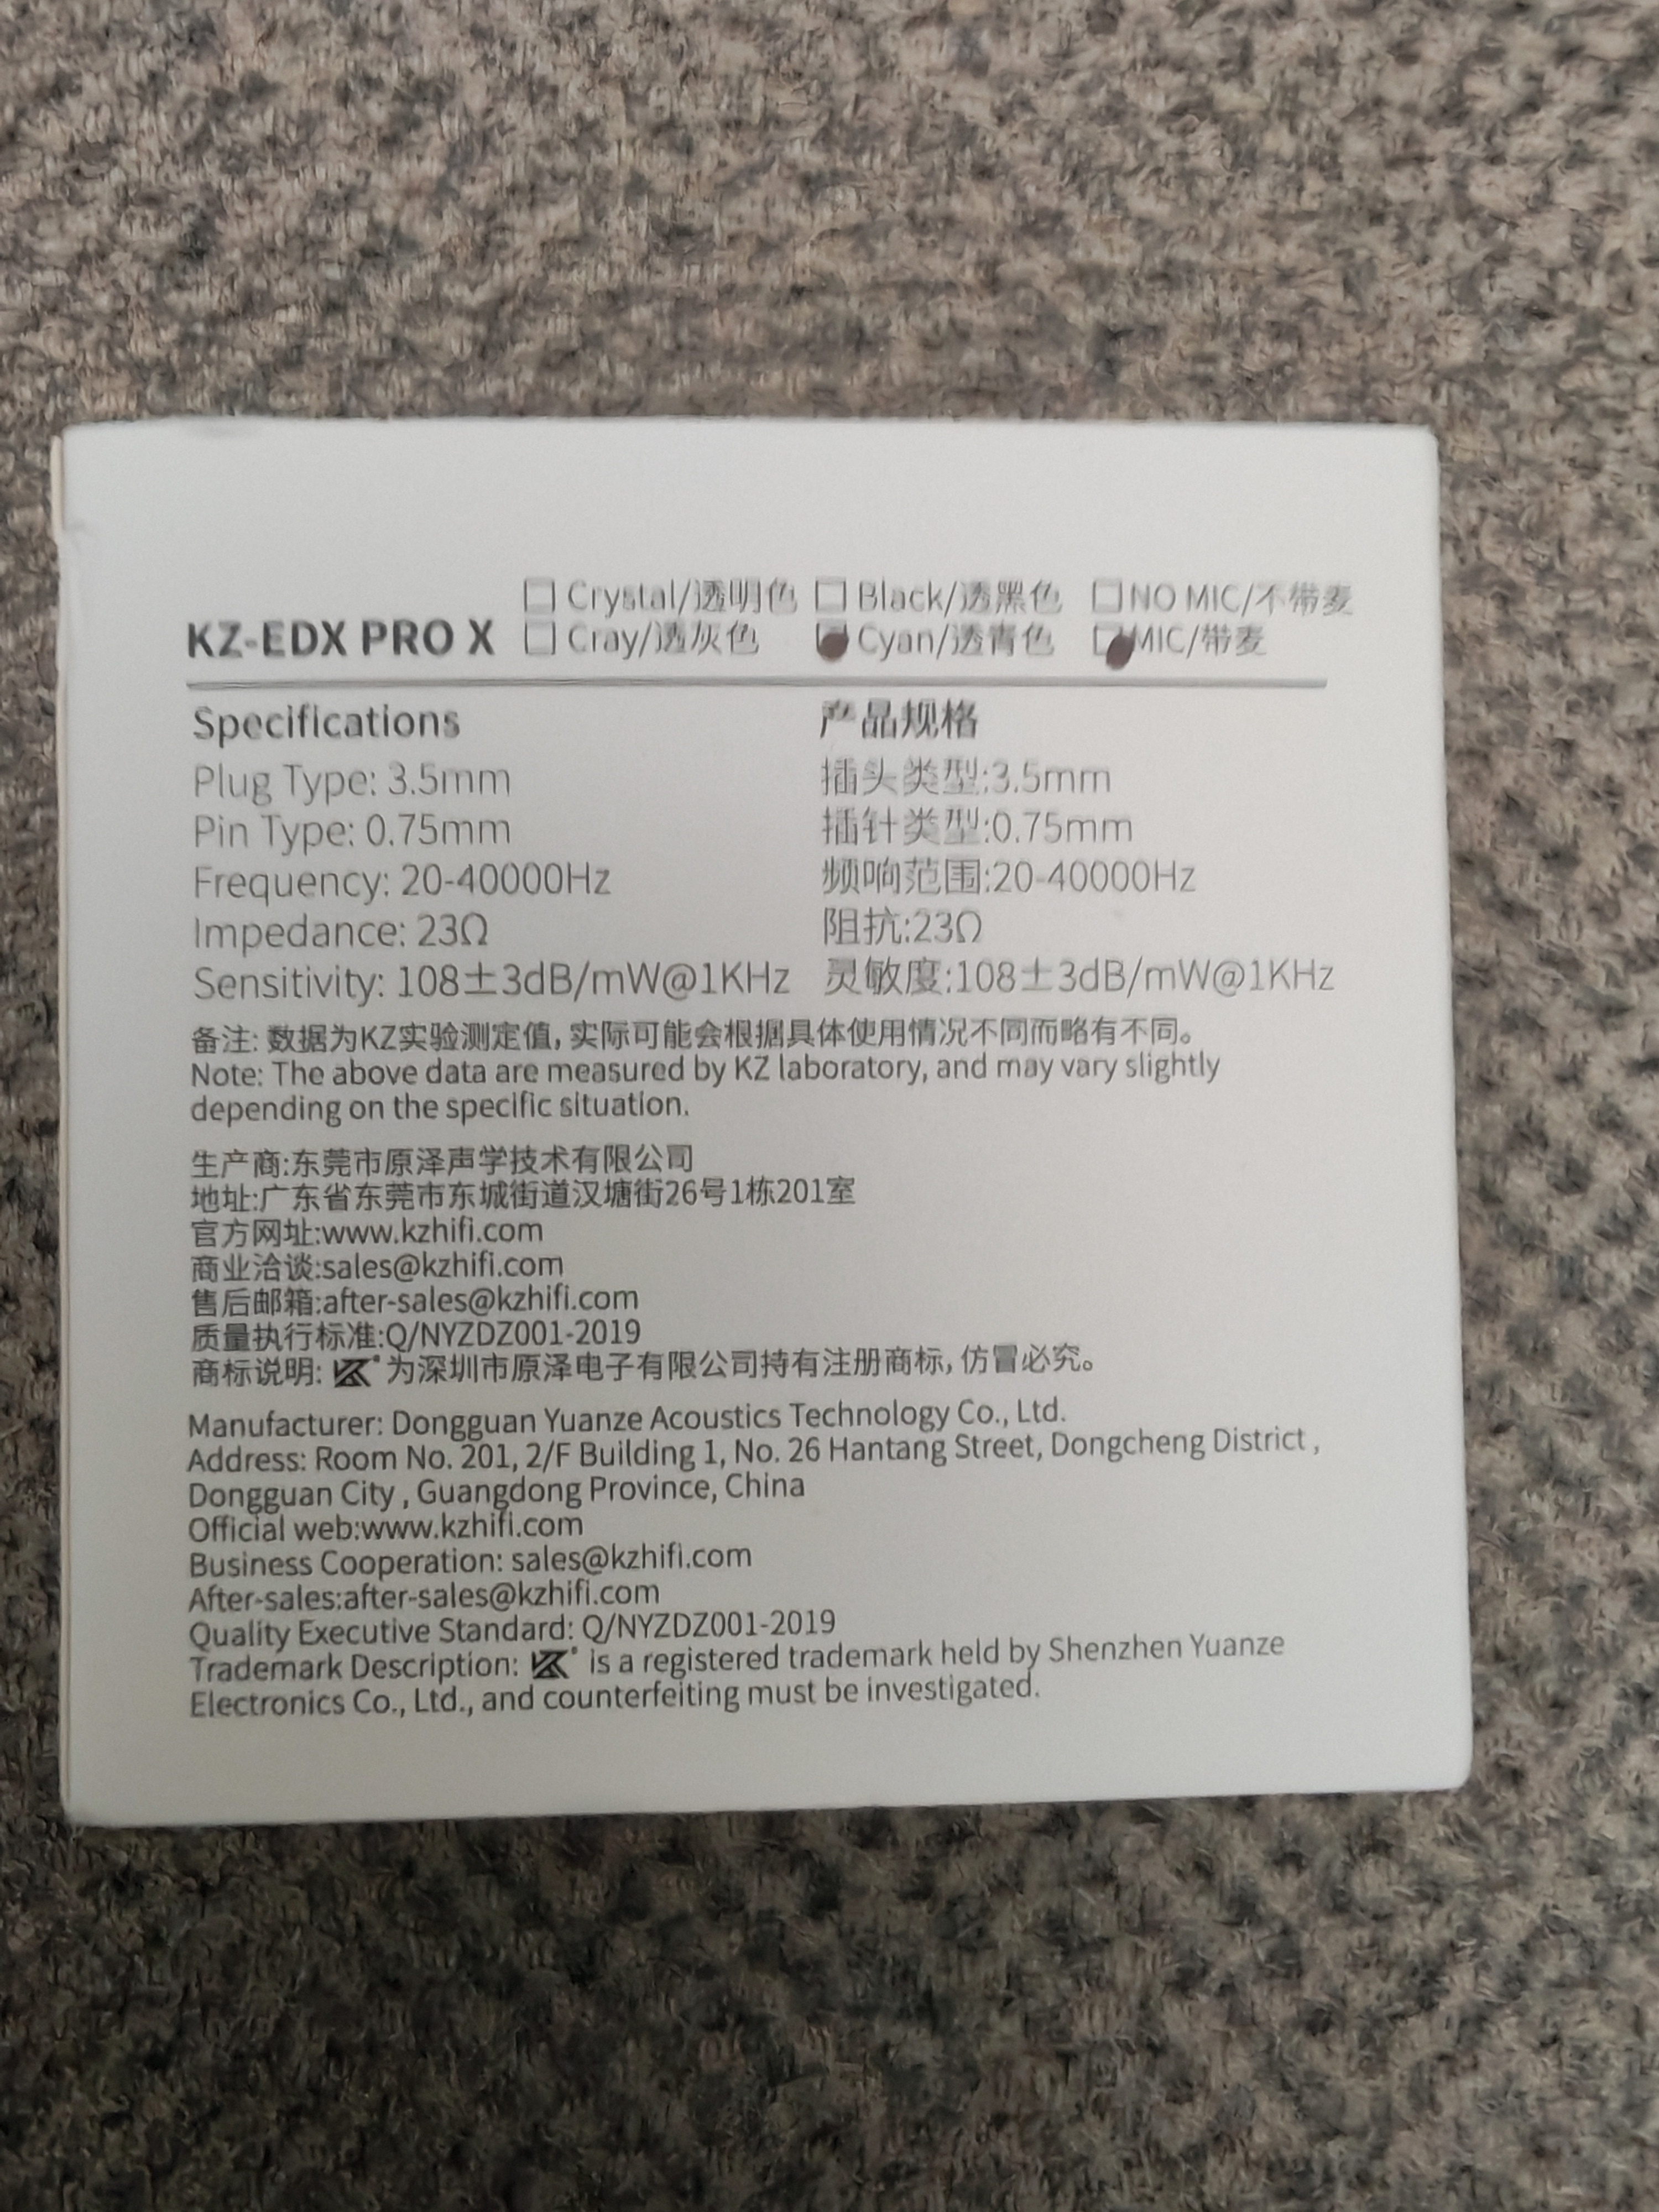 KZ-EDX PRO X
Crystal/透明色 Black/透黑色 NO MIC/不带麦
Cray/透灰色 Cyan/透青色 MIC/带麦
Specifications 产品规格
Plug Type: 3.5mm 插头类型:3.5mm
Pin Type: 0.75mm 插针类型:0.75mm
Frequency: 20-40000Hz 频响范围:20-40000Hz
Impedance: 23Ω 阻抗:23Ω
Sensitivity: 108±3dB/mW@1KHz 灵敏度:108±3dB/mW@1KHz
备注: 数据为KZ实验测定值, 实际可能会根据具体使用情况不同而略有不同。
Note: The above data are measured by KZ laboratory, and may vary slightly
depending on the specific situation.
生产商:东莞市原泽声学技术有限公司
地址:广东省东莞市东城街道汉塘街26号1栋201室
官方网址:www.kzhifi.com
商业洽谈:sales@kzhifi.com
售后邮箱:after-sales@kzhifi.com
质量执行标准:Q/NYZDZ001-2019
商标说明: KZ® 为深圳市原泽电子有限公司持有注册商标, 仿冒必究。
Manufacturer: Dongguan Yuanze Acoustics Technology Co., Ltd.
Address: Room No. 201, 2/F Building 1, No. 26 Hantang Street, Dongcheng District ,
Dongguan City , Guangdong Province, China
Official web:www.kzhifi.com
Business Cooperation: sales@kzhifi.com
After-sales:after-sales@kzhifi.com
Quality Executive Standard: Q/NYZDZ001-2019
Trademark Description: KZ® is a registered trademark held by Shenzhen Yuanze
Electronics Co., Ltd., and counterfeiting must be investigated.